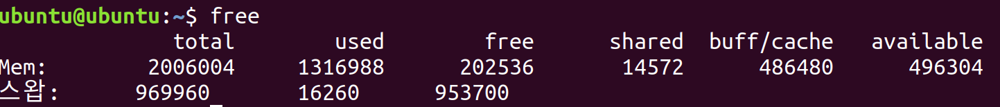 ubuntu@ubuntu:~$ free
total used free shared buff/cache available
Mem: 2006004 1316988 202536 14572 486480 496304
스왑: 969960 16260 953700